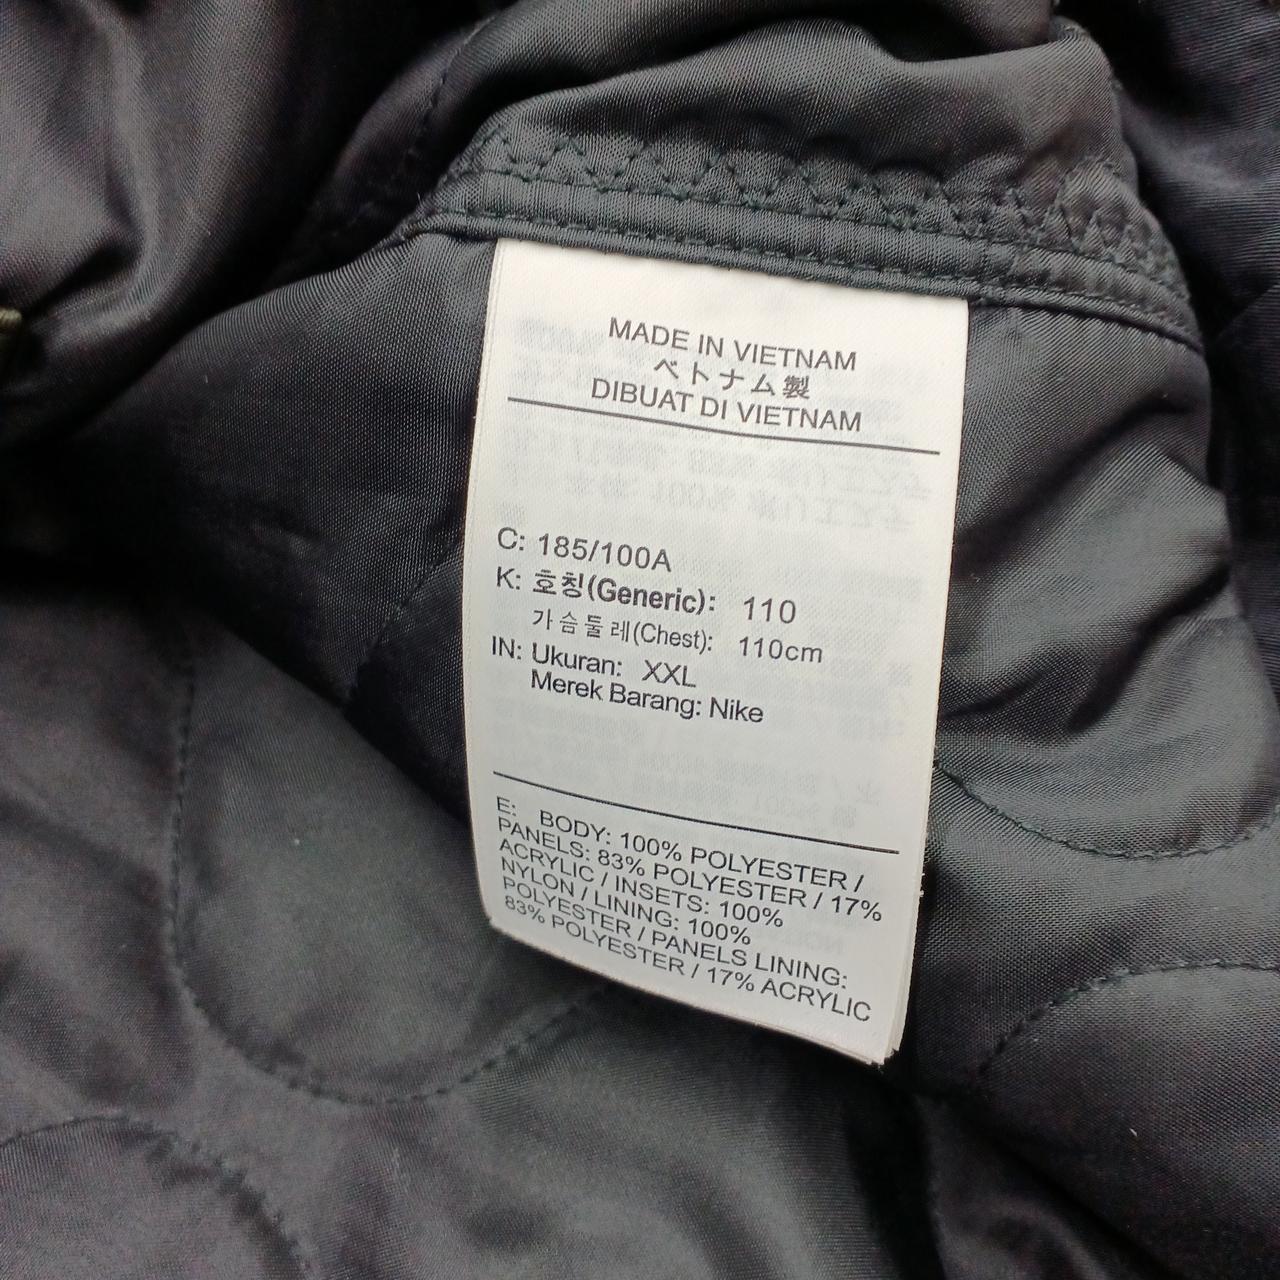 MADE IN VIETNAM
ベトナム製
DIBUAT DI VIETNAM
C: 185/100A
K: 호칭(Generic): 110
가슴둘레(Chest): 110cm
IN: Ukuran: XXL
Merek Barang: Nike
E: BODY: 100% POLYESTER /
PANELS: 83% POLYESTER / 17%
ACRYLIC / INSETS: 100%
NYLON / LINING: 100%
POLYESTER / PANELS LINING:
83% POLYESTER / 17% ACRYLIC